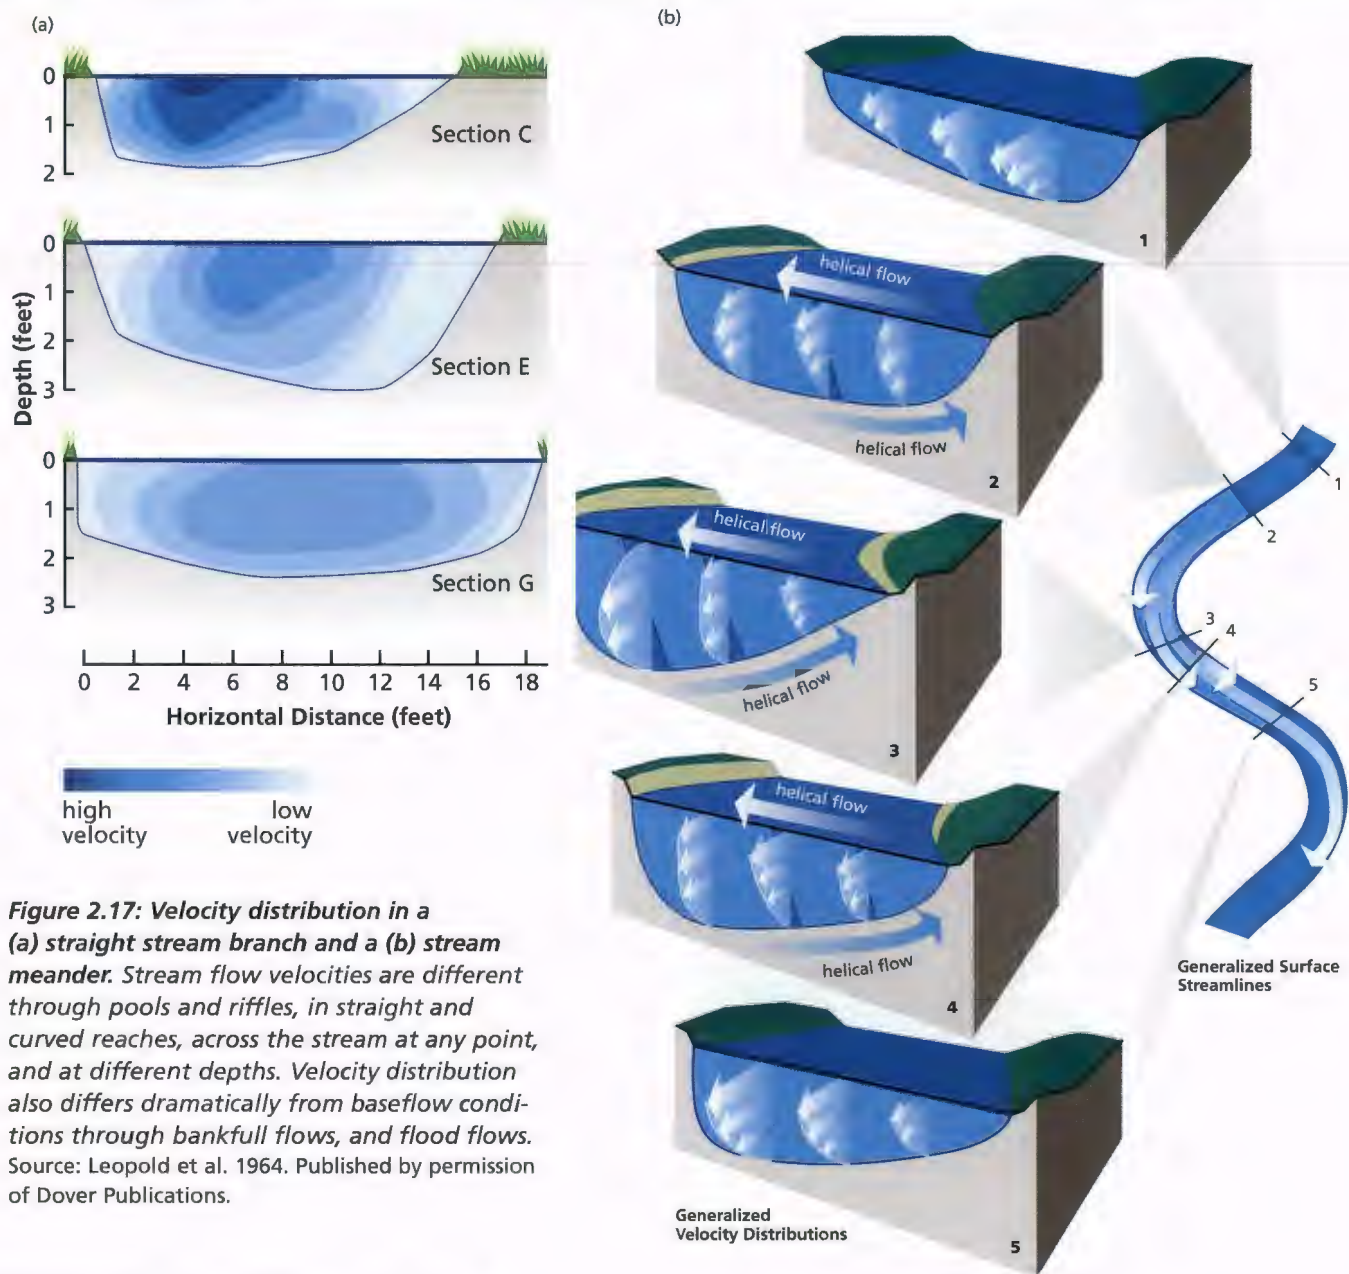 (a)
0
1
2
Section C
0
1
2
3
Section E
0
1
2
3
Section G
Depth (feet)
0 2 4 6 8 10 12 14 16 18
Horizontal Distance (feet)
high velocity
low velocity
Figure 2.17: Velocity distribution in a
(a) straight stream branch and a (b) stream
meander. Stream flow velocities are different
through pools and riffles, in straight and
curved reaches, across the stream at any point,
and at different depths. Velocity distribution
also differs dramatically from baseflow condi-
tions through bankfull flows, and flood flows.
Source: Leopold et al. 1964. Published by permission
of Dover Publications.
(b)
1
helical flow
helical flow
2
helical flow
helical flow
3
helical flow
helical flow
4
5
Generalized
Velocity Distributions
1
2
3
4
5
Generalized Surface
Streamlines